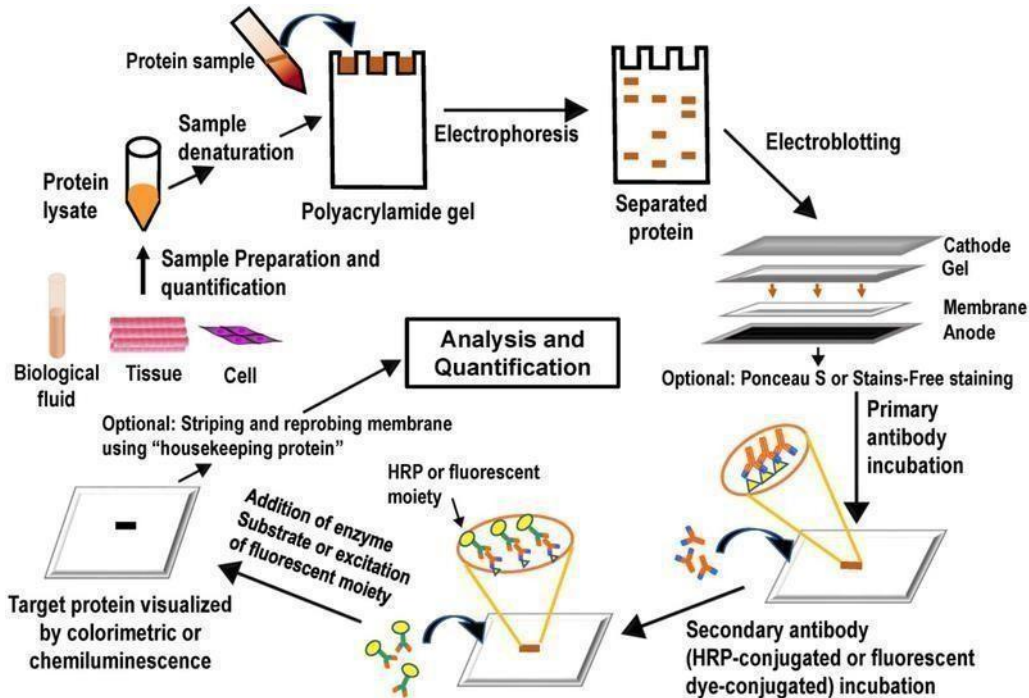 Protein sample
Sample
denaturation
Protein
lysate
Polyacrylamide gel
Electrophoresis
Separated
protein
Electroblotting
Cathode
Gel
Membrane
Anode
Optional: Ponceau S or Stains-Free staining
Primary
antibody
incubation
Sample Preparation and
quantification
Biological
fluid
Tissue
Cell
Analysis and
Quantification
Optional: Striping and reprobing membrane
using “housekeeping protein”
HRP or fluorescent
moiety
Addition of enzyme
Substrate or excitation
of fluorescent moiety
Target protein visualized
by colorimetric or
chemiluminescence
Secondary antibody
(HRP-conjugated or fluorescent
dye-conjugated) incubation